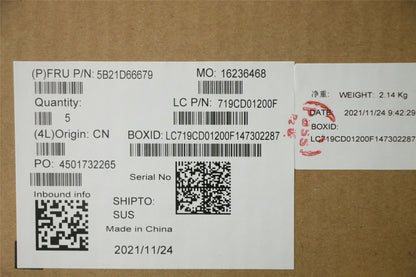 (P)FRU P/N: 5B21D66679 MO: 16236468
Quantity: LC P/N: 719CD01200F
5
(4L)Origin: CN BOXID: LC719CD01200F147302287
PO: 4501732265
Serial No
Inbound info
SHIPTO:
SUS
Made in China
2021/11/24
净重: WEIGHT: 2.14 Kg
DATE: 2021/11/24 9:42:29
BOXID:
LC719CD01200F147302287